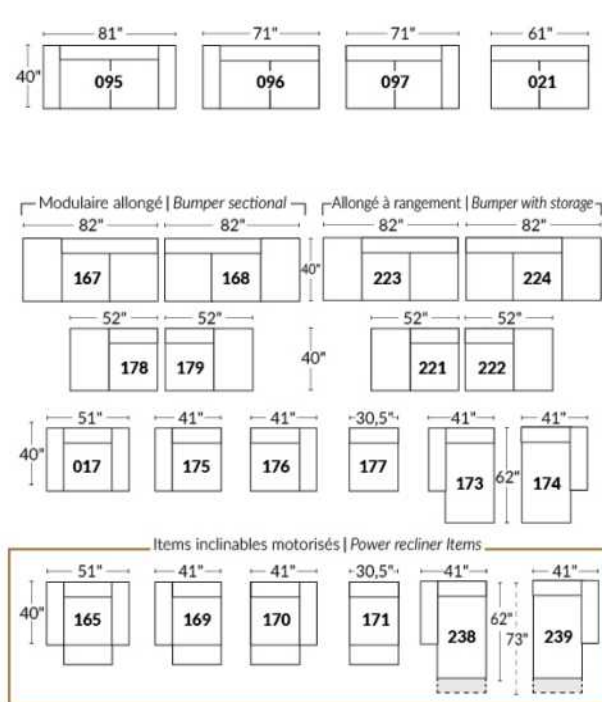 81" 71" 71" 61"
40" 095 096 097 021
Modulaire allongé | Bumper sectional Allongé à rangement | Bumper with storage
82" 82" 82" 82"
167 168 40" 223 224
52" 52" 52" 52"
178 179 40" 221 222
51" 41" 41" 30,5" 41" 41"
40" 017 175 176 177 173 62" 174
Items inclinables motorisés | Power recliner Items
51" 41" 41" 30,5" 41" 41"
40" 165 169 170 171 238 62" 73" 239